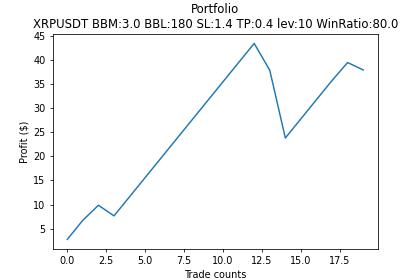 Portfolio
XRPUSDT BBM:3.0 BBL:180 SL:1.4 TP:0.4 lev:10 WinRatio:80.0
45
40
35
30
25
20
15
10
5
Profit ($)
0.0 2.5 5.0 7.5 10.0 12.5 15.0 17.5
Trade counts